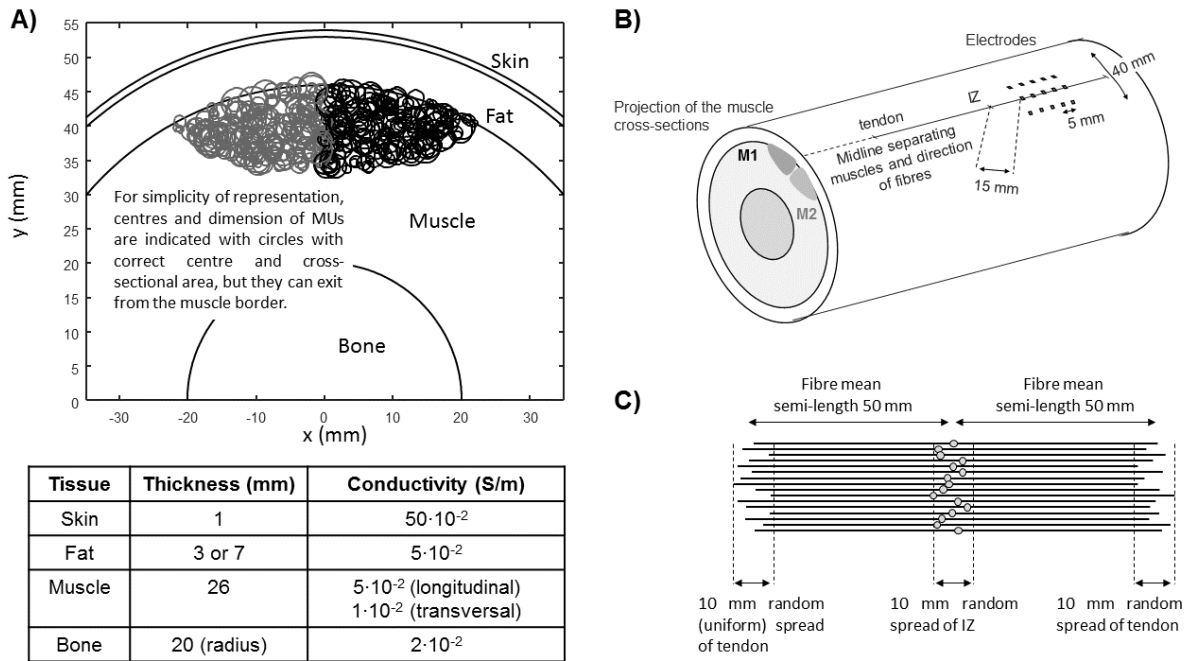 A)
55
50
45
40
35
30
25
20
15
10
5
0
y (mm)
Skin
Fat
Muscle
Bone
For simplicity of representation,
centres and dimension of MUs
are indicated with circles with
correct centre and cross-
sectional area, but they can exit
from the muscle border.
-30 -20 -10 0 10 20 30
x (mm)
Tissue Thickness (mm) Conductivity (S/m)
Skin 1 50·10⁻²
Fat 3 or 7 5·10⁻²
Muscle 26 5·10⁻² (longitudinal)
1·10⁻² (transversal)
Bone 20 (radius) 2·10⁻²
B)
Electrodes
40 mm
IZ
5 mm
Projection of the muscle
cross-sections
tendon
Midline separating
muscles and direction
of fibres
15 mm
M1
M2
C)
Fibre mean
semi-length 50 mm
Fibre mean
semi-length 50 mm
10 mm random
(uniform) spread
of tendon
10 mm random
spread of IZ
10 mm random
spread of tendon